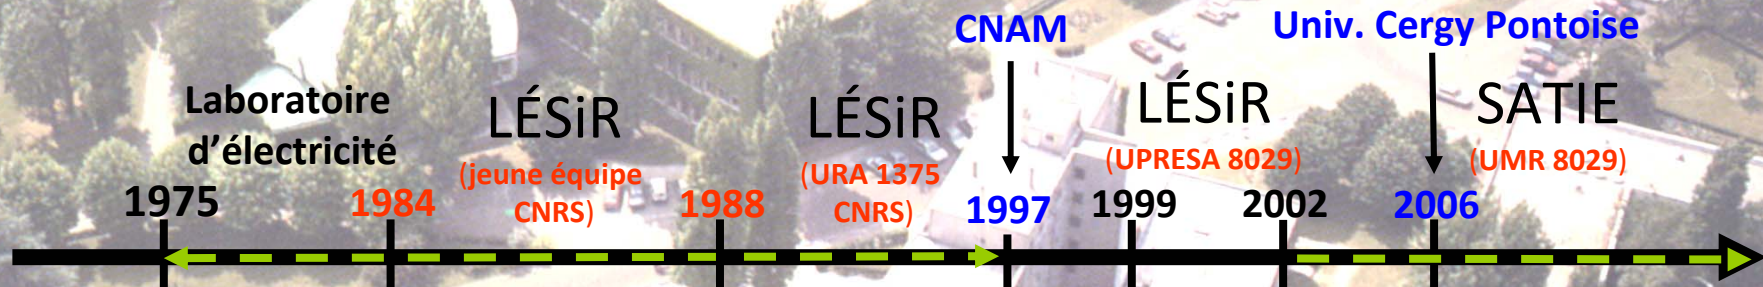 CNAM
Univ. Cergy Pontoise
Laboratoire
d’électricité
LÉSiR
(jeune équipe
CNRS)
LÉSiR
(URA 1375
CNRS)
LÉSiR
(UPRESA 8029)
SATIE
(UMR 8029)
1975
1984
1988
1997
1999
2002
2006